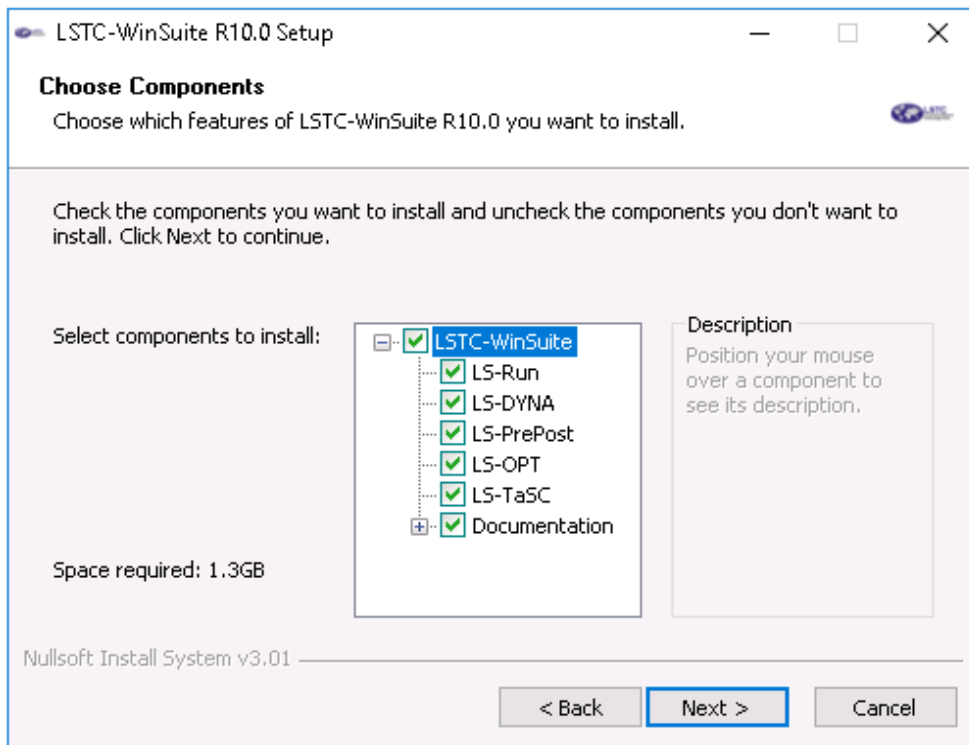 LSTC-WinSuite R10.0 Setup
Choose Components
Choose which features of LSTC-WinSuite R10.0 you want to install.
LSTC
Check the components you want to install and uncheck the components you don't want to
install. Click Next to continue.
Select components to install:
LSTC-WinSuite
LS-Run
LS-DYNA
LS-PrePost
LS-OPT
LS-TaSC
Documentation
Description
Position your mouse
over a component to
see its description.
Space required: 1.3GB
Nullsoft Install System v3.01
< Back
Next >
Cancel